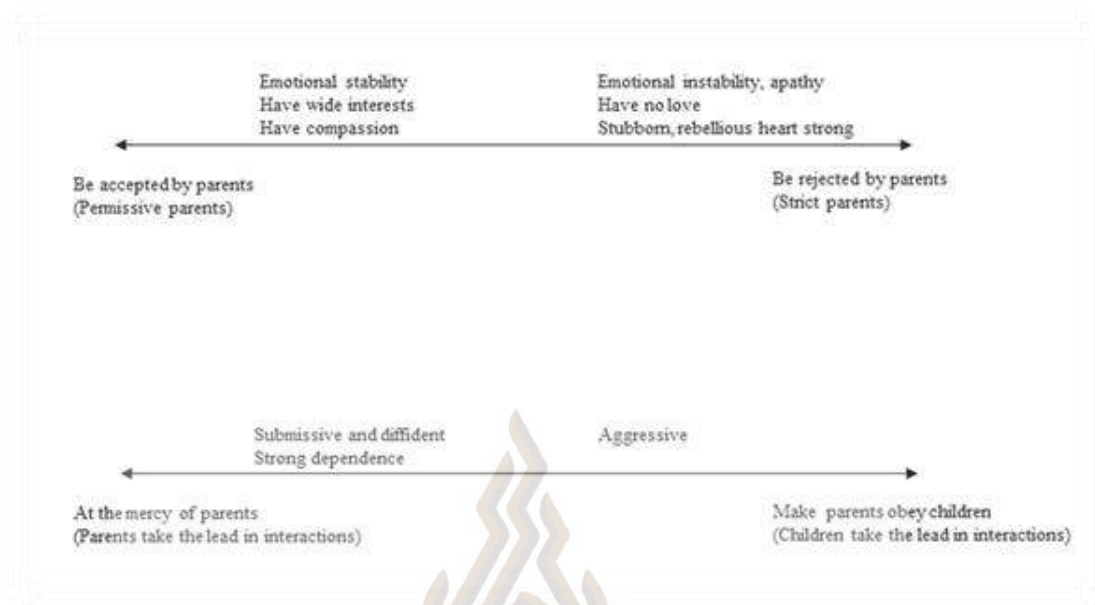 Emotional stability
Have wide interests
Have compassion
Emotional instability, apathy
Have no love
Stubborn, rebellious heart strong
Be accepted by parents
(Permissive parents)
Be rejected by parents
(Strict parents)
Submissive and diffident
Strong dependence
Aggressive
At the mercy of parents
(Parents take the lead in interactions)
Make parents obey children
(Children take the lead in interactions)